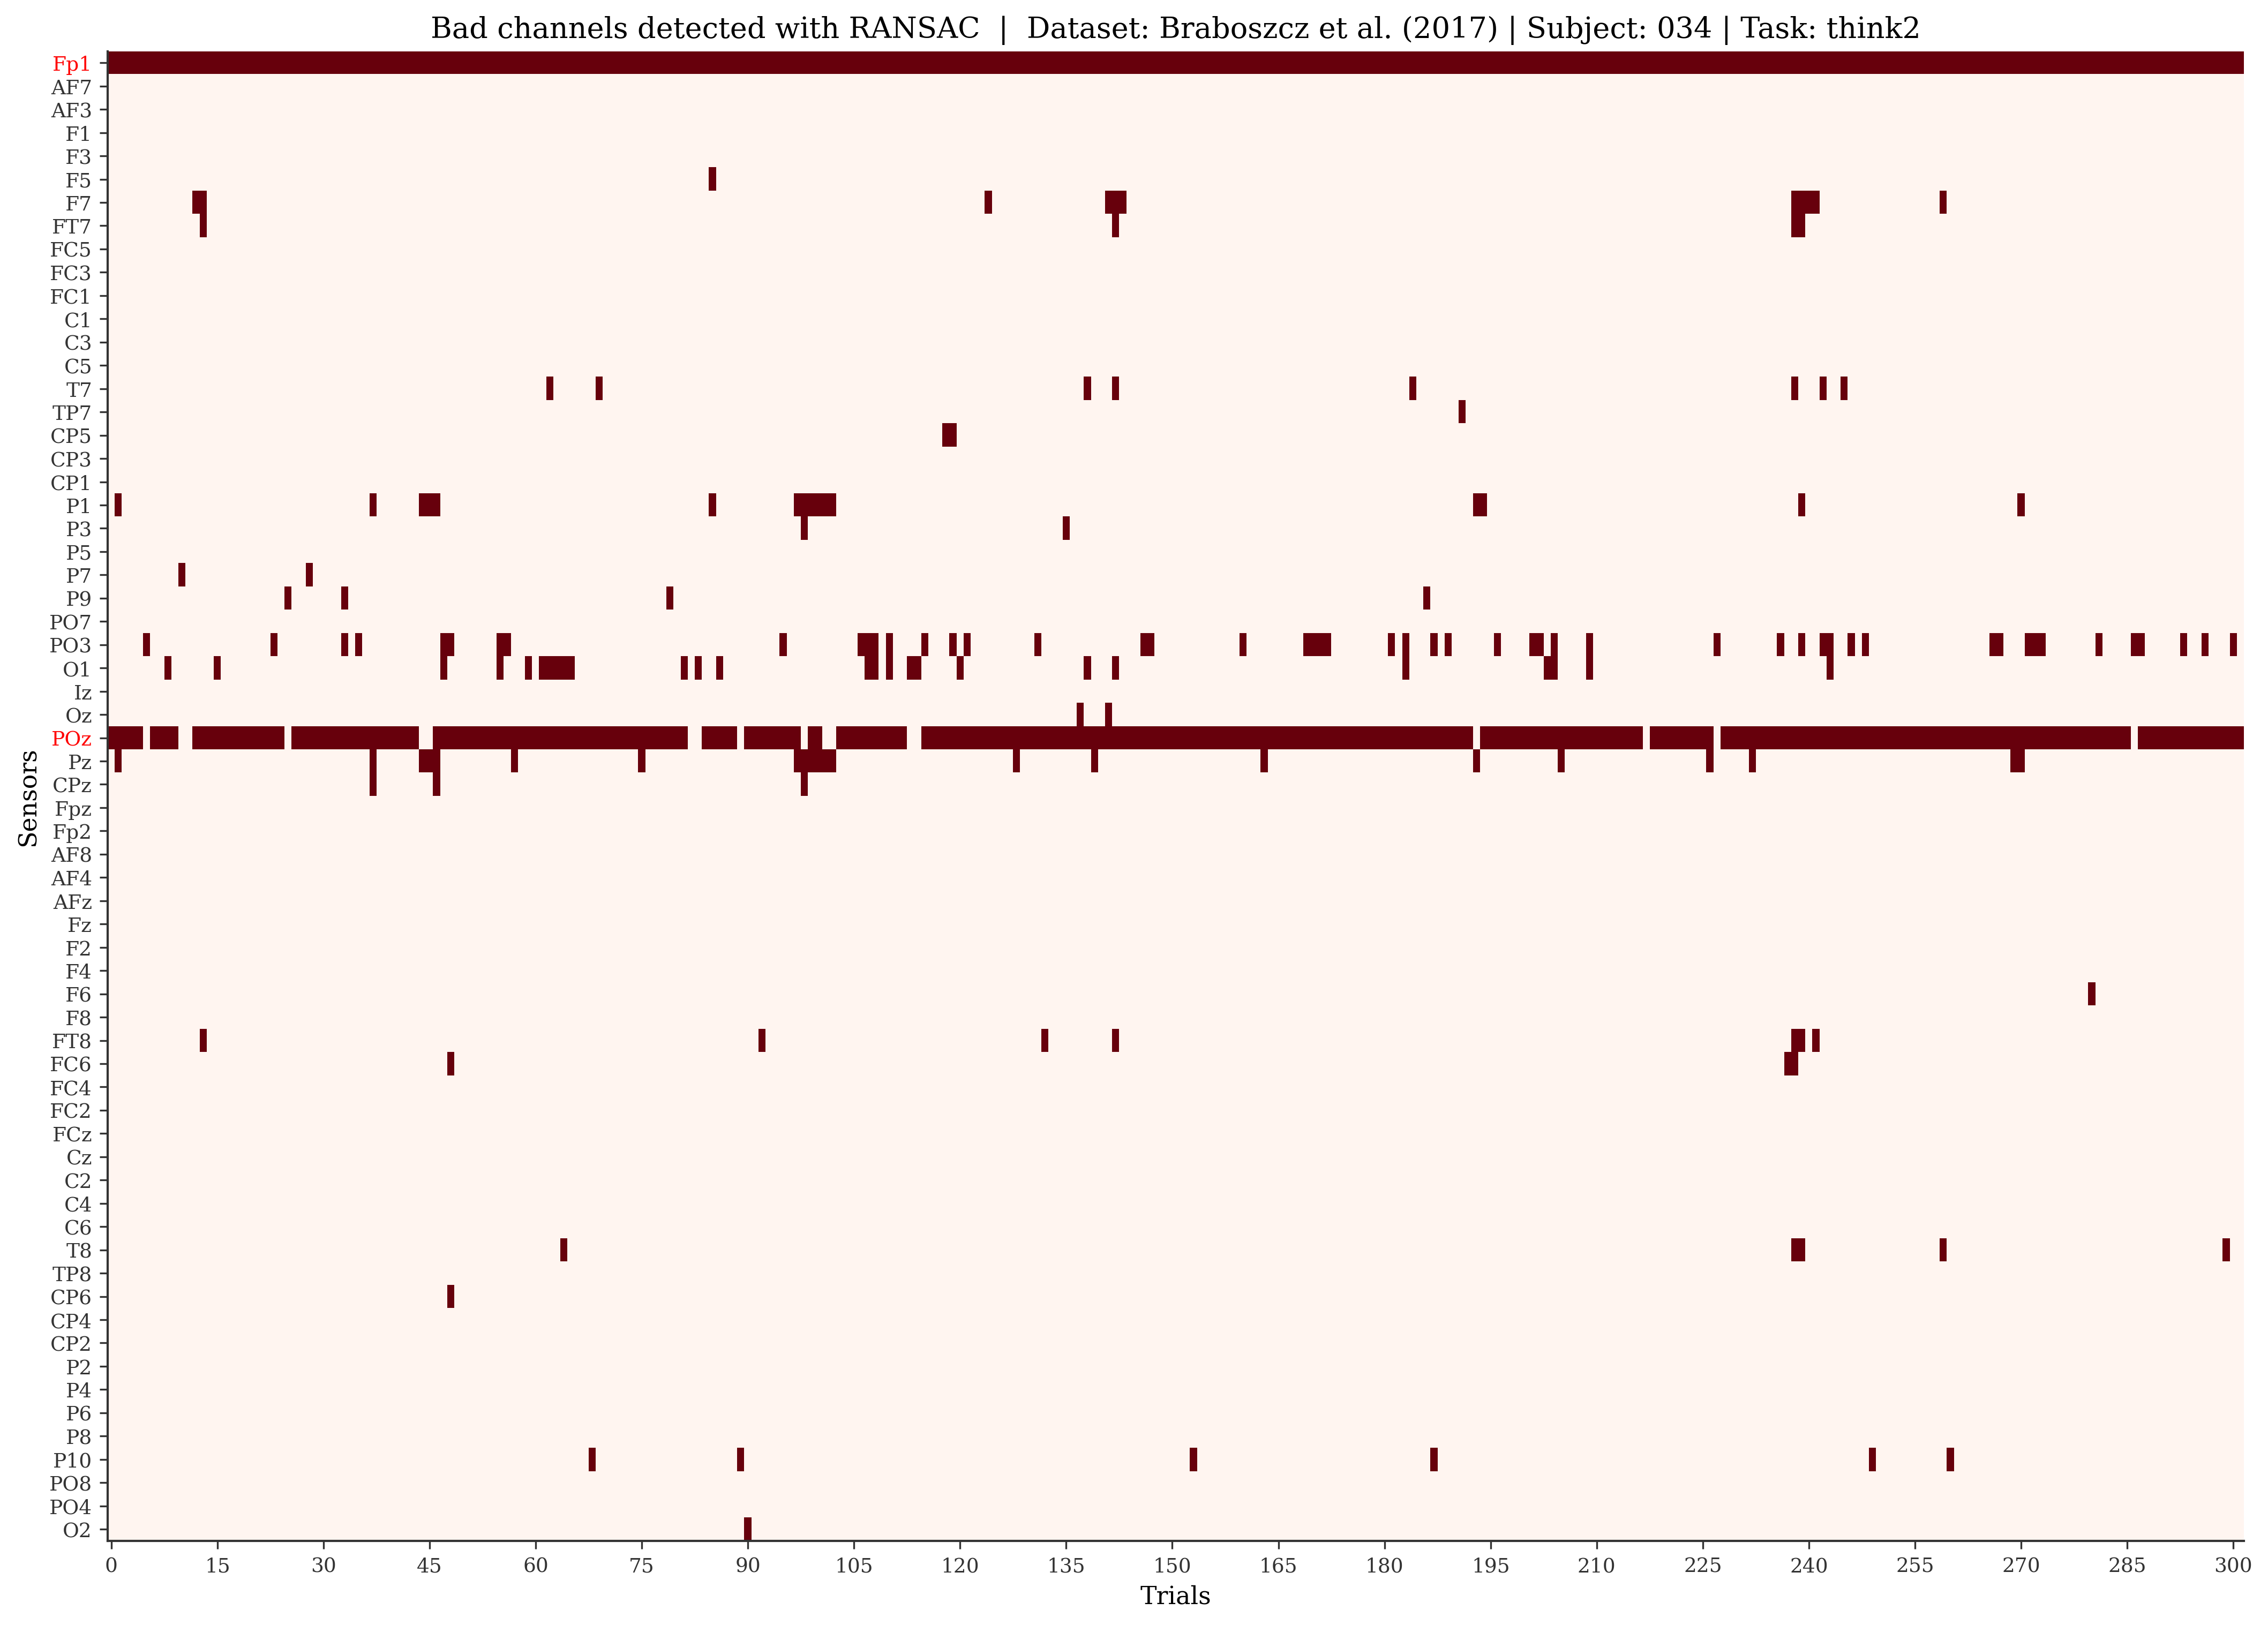 Bad channels detected with RANSAC | Dataset: Braboszcz et al. (2017) | Subject: 034 | Task: think2
Sensors
Fp1
AF7
AF3
F1
F3
F5
F7
FT7
FC5
FC3
FC1
C1
C3
C5
T7
TP7
CP5
CP3
CP1
P1
P3
P5
P7
P9
PO7
PO3
O1
Iz
Oz
POz
Pz
CPz
Fpz
Fp2
AF8
AF4
AFz
Fz
F2
F4
F6
F8
FT8
FC6
FC4
FC2
FCz
Cz
C2
C4
C6
T8
TP8
CP6
CP4
CP2
P2
P4
P6
P8
P10
PO8
PO4
O2
0 15 30 45 60 75 90 105 120 135 150 165 180 195 210 225 240 255 270 285 300
Trials